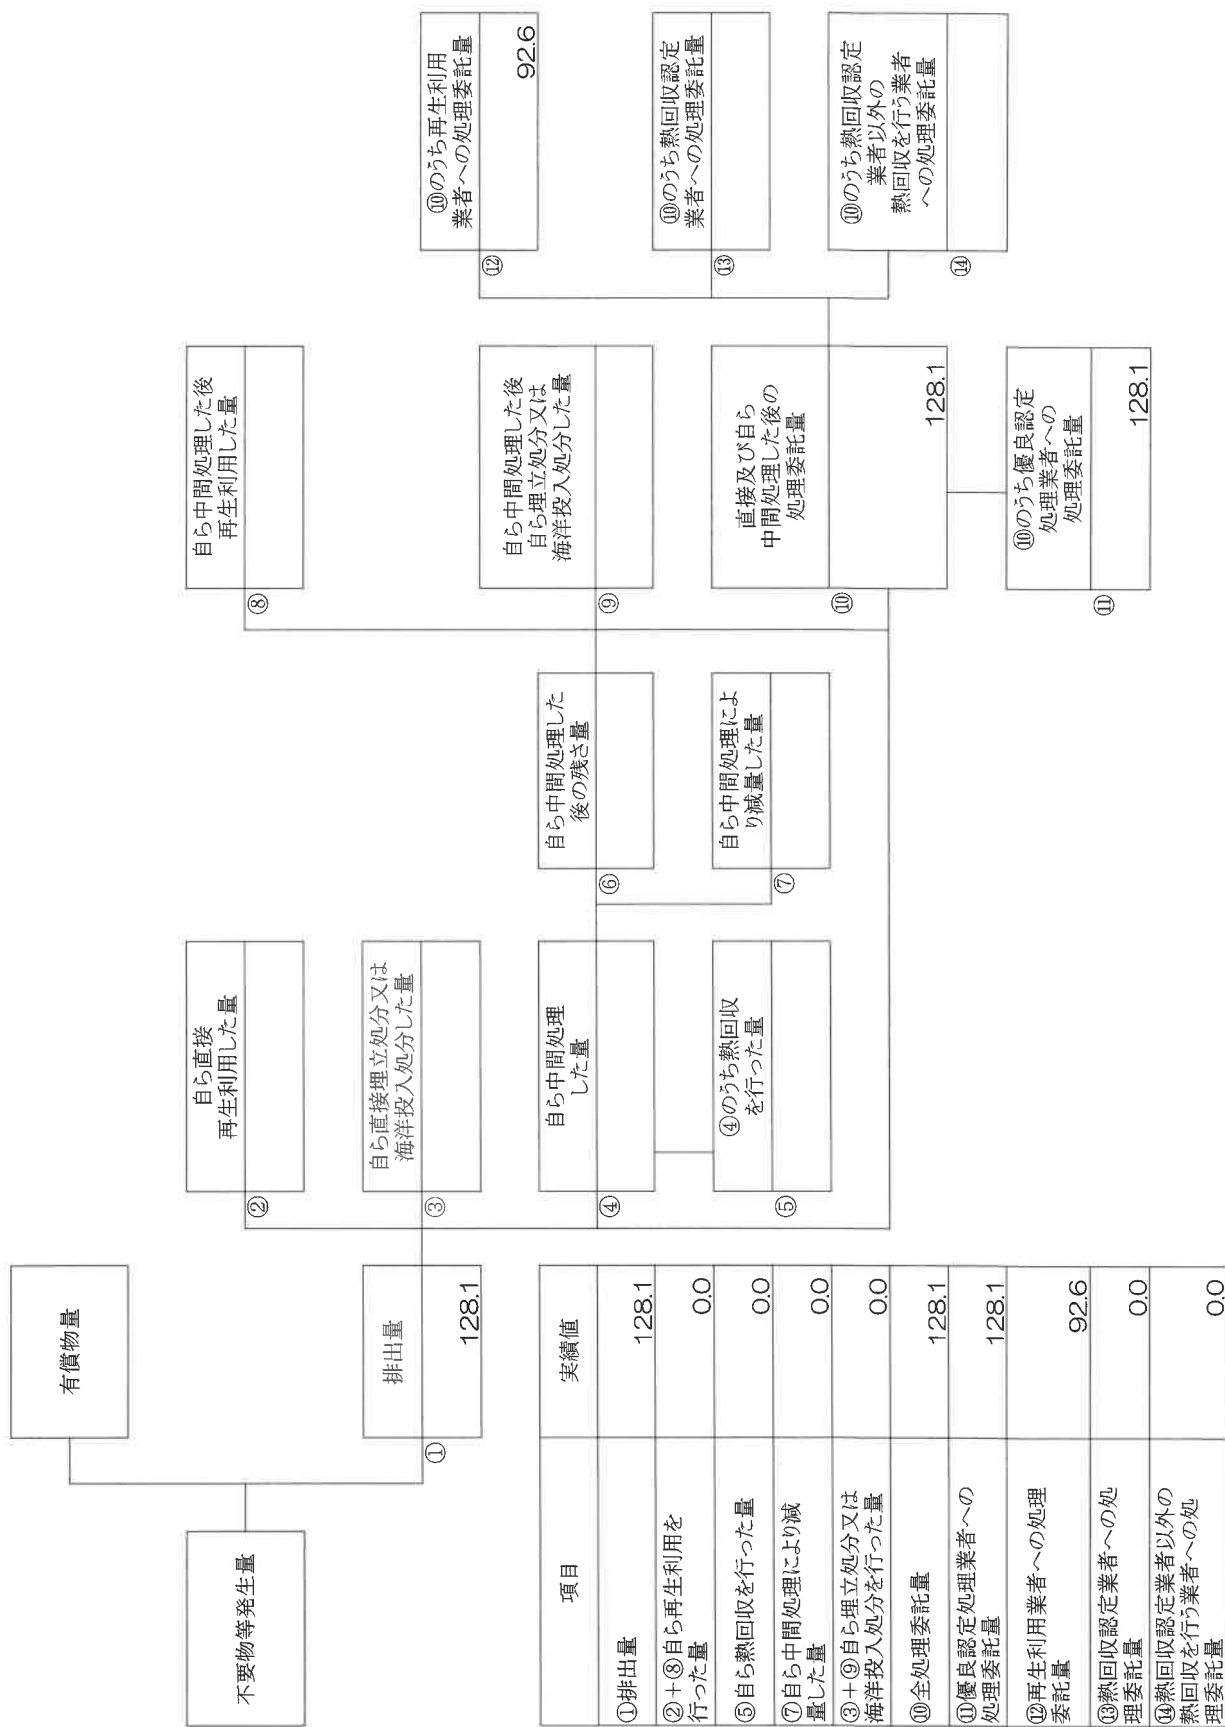 不要物等発生量
有償物量
①
排出量
128.1
②
自ら直接
再生利用した量
③
自ら直接埋立処分又は
海洋投入処分した量
④
自ら中間処理
した量
⑤
④のうち熱回収
を行った量
⑥
自ら中間処理した
後の残さ量
⑦
自ら中間処理によ
り減量した量
⑧
自ら中間処理した後
再生利用した量
⑨
自ら中間処理した後
自ら埋立処分又は
海洋投入処分した量
⑩
直接及び自ら
中間処理した後の
処理委託量
128.1
⑪
⑩のうち優良認定
処理業者への
処理委託量
128.1
⑫
⑩のうち再生利用
業者への処理委託量
92.6
⑬
⑩のうち熱回収認定
業者への処理委託量
⑭
⑩のうち熱回収認定
業者以外の
熱回収を行う業者
への処理委託量
項目
実績値
①排出量
128.1
②+⑧自ら再生利用を
行った量
0.0
⑤自ら熱回収を行った量
0.0
⑦自ら中間処理により減
量した量
0.0
③+⑨自ら埋立処分又は
海洋投入処分を行った量
0.0
⑩全処理委託量
128.1
⑪優良認定処理業者への
処理委託量
128.1
⑫再生利用業者への処理
委託量
92.6
⑬熱回収認定業者への処
理委託量
0.0
⑭熱回収認定業者以外の
熱回収を行う業者への処
理委託量
0.0